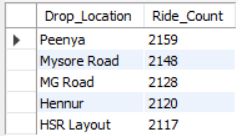 Drop_Location Ride_Count
Peenya 2159
Mysore Road 2148
MG Road 2128
Hennur 2120
HSR Layout 2117